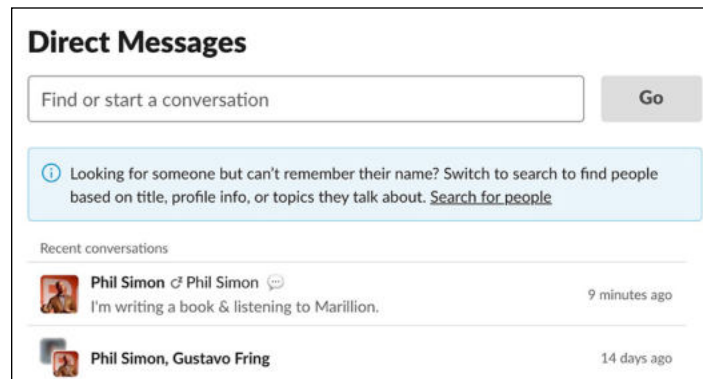 Direct Messages
Find or start a conversation
Go
Looking for someone but can't remember their name? Switch to search to find people
based on title, profile info, or topics they talk about. Search for people
Recent conversations
Phil Simon Phil Simon
9 minutes ago
I'm writing a book & listening to Marillion.
Phil Simon, Gustavo Fring
14 days ago